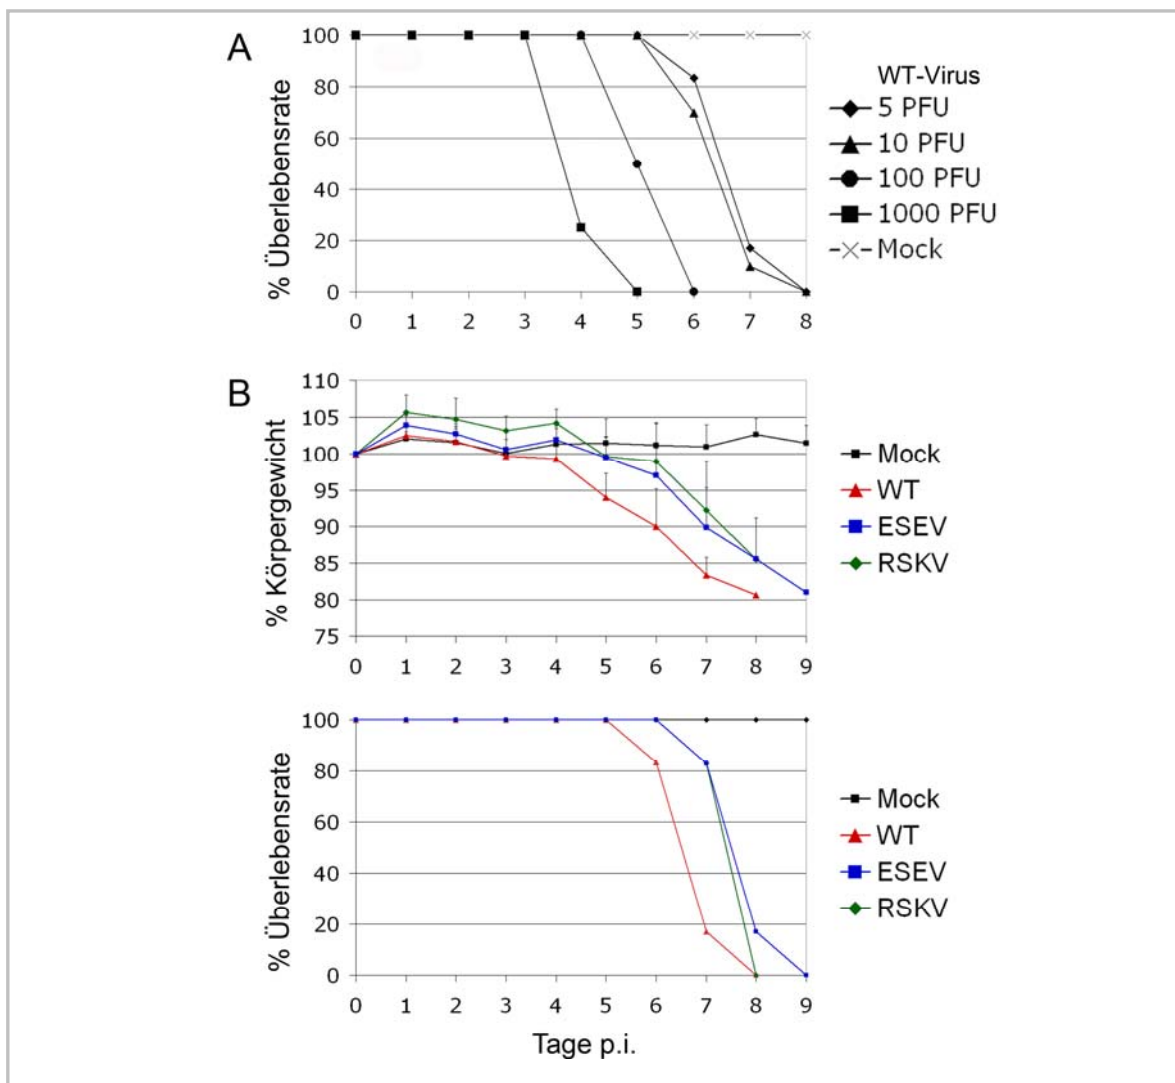 A
% Überlebensrate
100
80
60
40
20
0
0 1 2 3 4 5 6 7 8
WT-Virus
5 PFU
10 PFU
100 PFU
1000 PFU
Mock
B
% Körpergewicht
110
105
100
95
90
85
80
75
0 1 2 3 4 5 6 7 8 9
Mock
WT
ESEV
RSKV
% Überlebensrate
100
80
60
40
20
0
0 1 2 3 4 5 6 7 8 9
Tage p.i.
Mock
WT
ESEV
RSKV